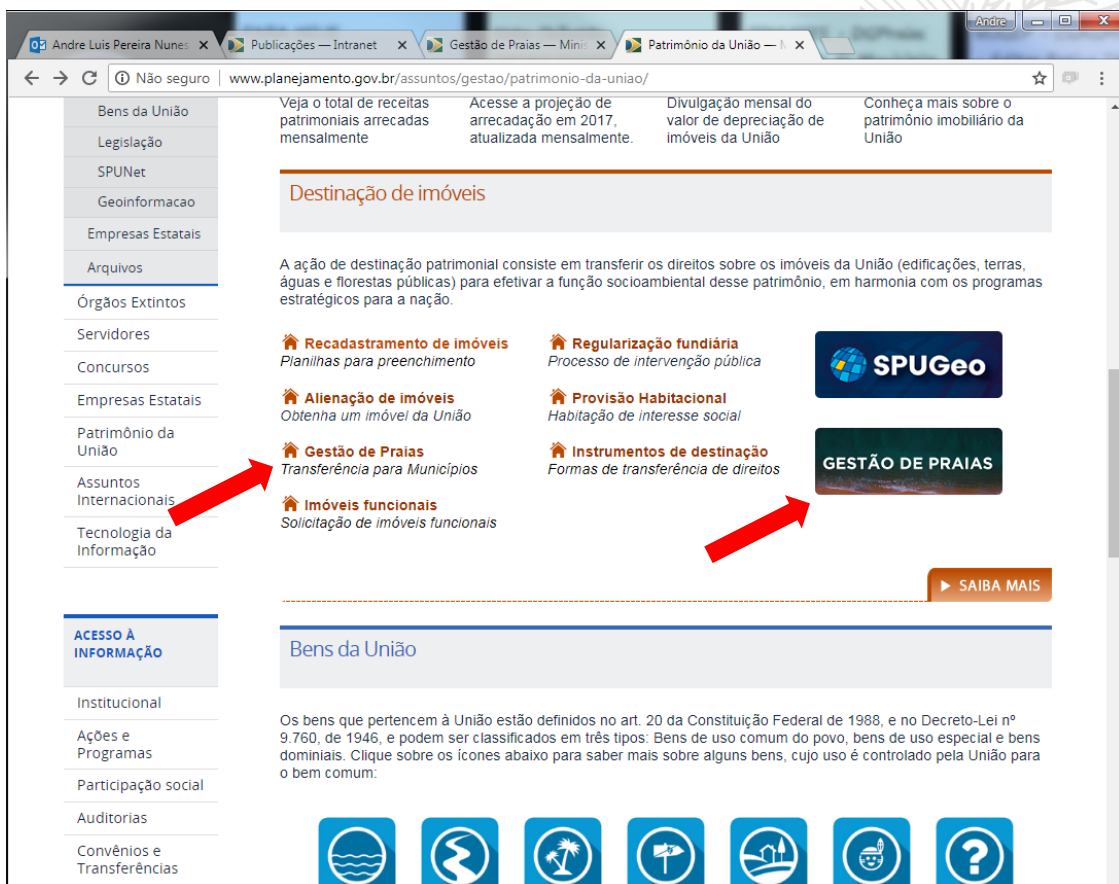 Andre
Andre Luis Pereira Nunes
Publicações — Intranet
Gestão de Praias — Minis
Patrimônio da União — M
Não seguro
www.planejamento.gov.br/assuntos/gestao/patrimonio-da-uniao/
Bens da União
Legislação
SPUNet
Geoinformacao
Empresas Estatais
Arquivos
Órgãos Extintos
Servidores
Concursos
Empresas Estatais
Patrimônio da
União
Assuntos
Internacionais
Tecnologia da
Informação
ACESSO À
INFORMAÇÃO
Institucional
Ações e
Programas
Participação social
Auditorias
Convênios e
Transferências
Veja o total de receitas
patrimoniais arrecadas
mensalmente
Acesse a projeção de
arrecadação em 2017,
atualizada mensalmente.
Divulgação mensal do
valor de depreciação de
imóveis da União
Conheça mais sobre o
patrimônio imobiliário da
União
Destinação de imóveis
A ação de destinação patrimonial consiste em transferir os direitos sobre os imóveis da União (edificações, terras,
águas e florestas públicas) para efetivar a função socioambiental desse patrimônio, em harmonia com os programas
estratégicos para a nação.
Recadastramento de imóveis
Planilhas para preenchimento
Alienação de imóveis
Obtenha um imóvel da União
Gestão de Praias
Transferência para Municípios
Imóveis funcionais
Solicitação de imóveis funcionais
Regularização fundiária
Processo de intervenção pública
Provisão Habitacional
Habitação de interesse social
Instrumentos de destinação
Formas de transferência de direitos
SPUGeo
GESTÃO DE PRAIAS
SAIBA MAIS
Bens da União
Os bens que pertencem à União estão definidos no art. 20 da Constituição Federal de 1988, e no Decreto-Lei nº
9.760, de 1946, e podem ser classificados em três tipos: Bens de uso comum do povo, bens de uso especial e bens
dominiais. Clique sobre os ícones abaixo para saber mais sobre alguns bens, cujo uso é controlado pela União para
o bem comum:
?